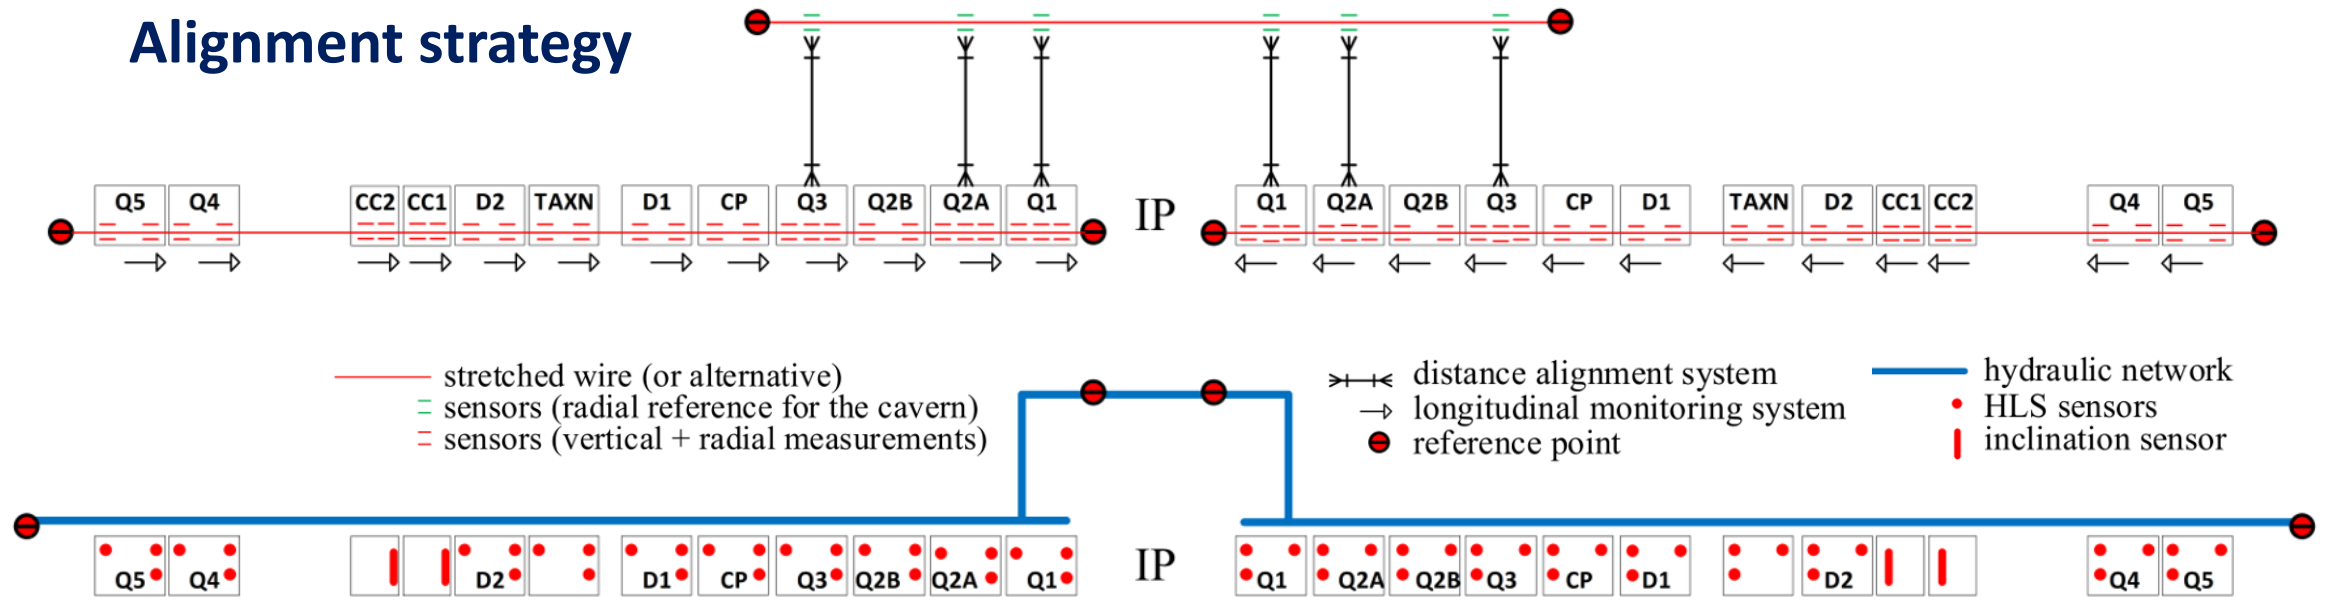 Alignment strategy
Q5 Q4 CC2 CC1 D2 TAXN D1 CP Q3 Q2B Q2A Q1 IP Q1 Q2A Q2B Q3 CP D1 TAXN D2 CC1 CC2 Q4 Q5
stretched wire (or alternative)
sensors (radial reference for the cavern)
sensors (vertical + radial measurements)
distance alignment system
longitudinal monitoring system
reference point
hydraulic network
HLS sensors
inclination sensor
Q5 Q4 D2 D1 CP Q3 Q2B Q2A Q1 IP Q1 Q2A Q2B Q3 CP D1 D2 Q4 Q5